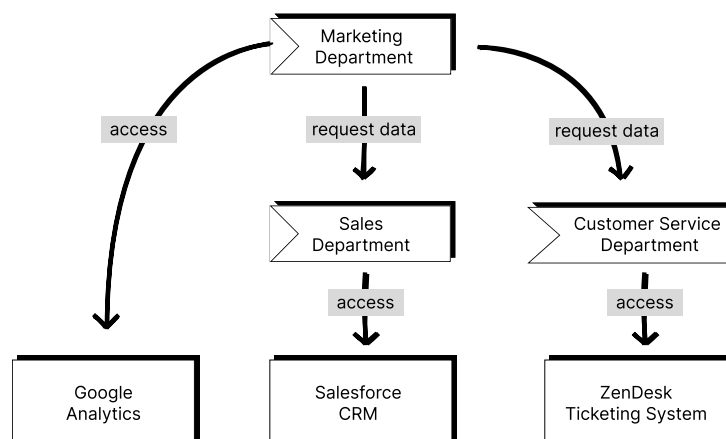 Marketing
Department
access
request data
request data
Sales
Department
Customer Service
Department
access
access
Google
Analytics
Salesforce
CRM
ZenDesk
Ticketing System